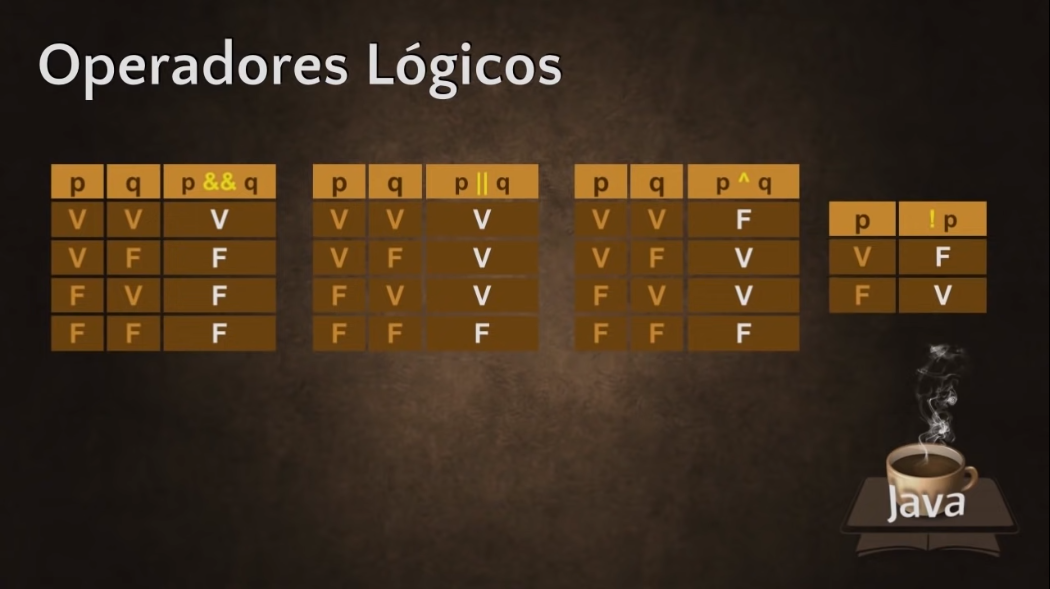 Operadores Lógicos
p q p && q
V V V
V F F
F V F
F F F
p q p || q
V V V
V F V
F V V
F F F
p q p ^ q
V V F
V F V
F V V
F F F
p ! p
V F
F V
Java